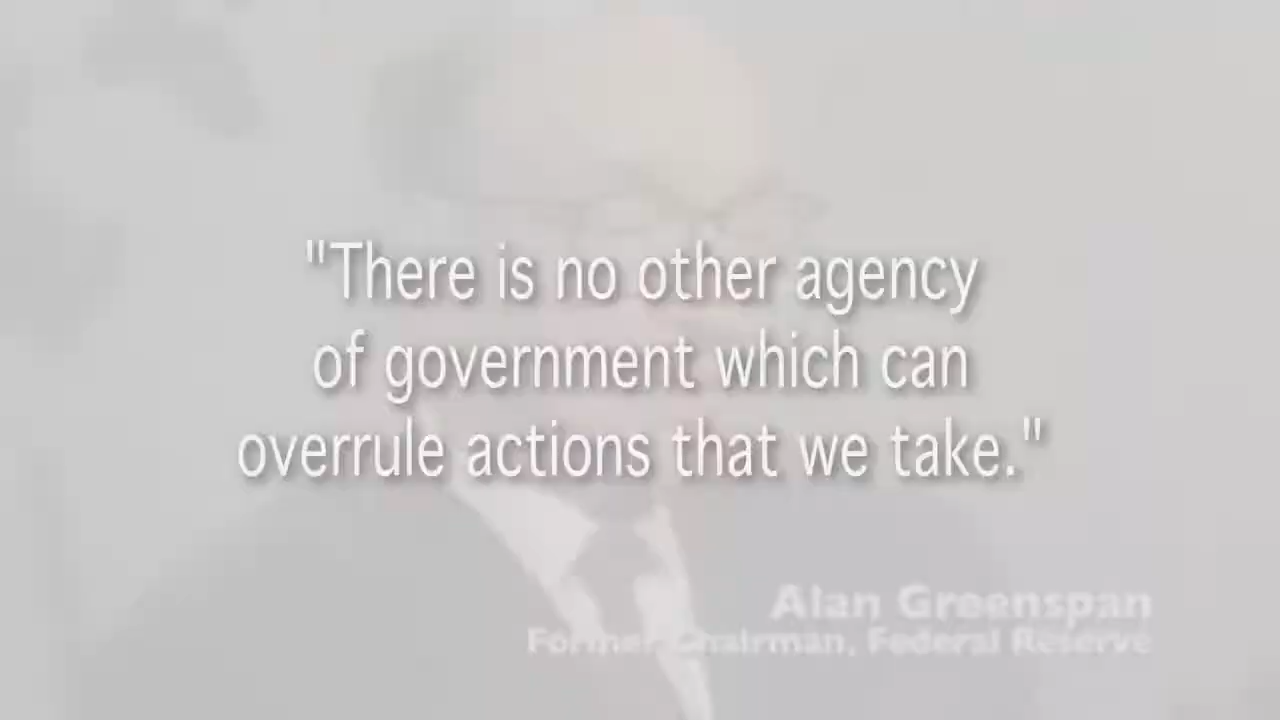 "There is no other agency
of government which can
overrule actions that we take."
Alan Greenspan
Former Chairman, Federal Reserve